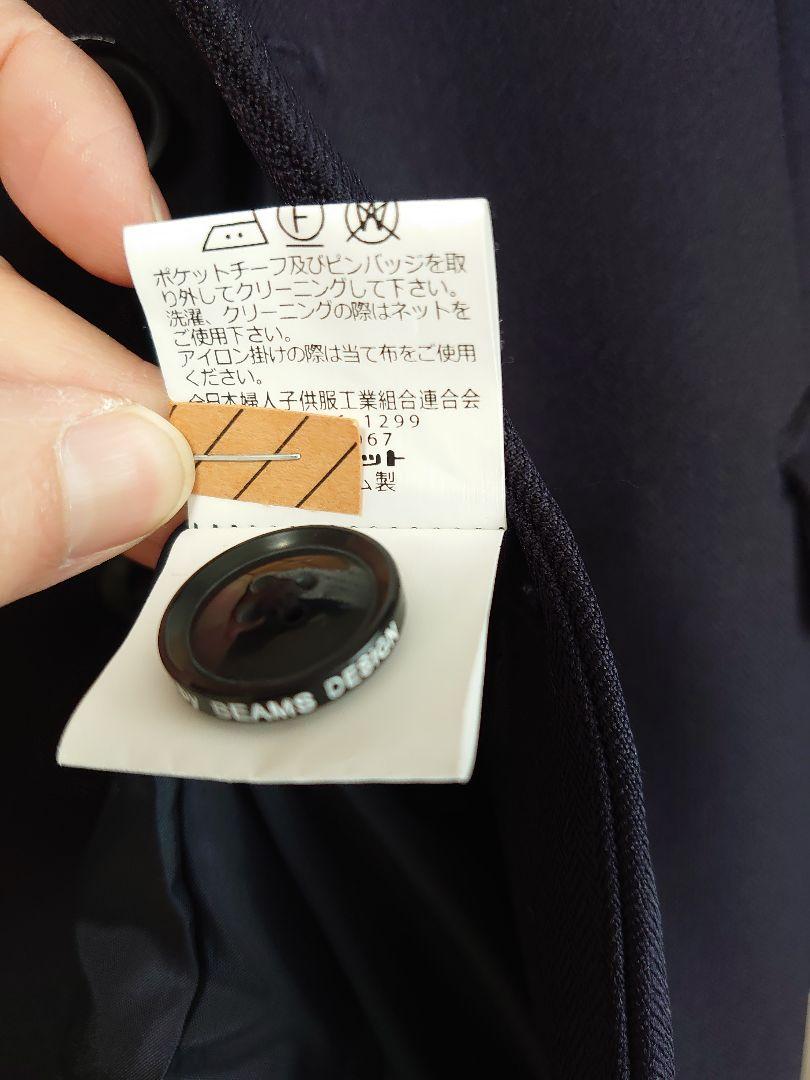 F
W
ポケットチーフ及びピンバッジを取
り外してクリーニングして下さい。
洗濯、クリーニングの際はネットを
ご使用下さい。
アイロン掛けの際は当て布をご使用
ください。
全日本婦人子供服工業組合連合会
1299
067
ット
ム製
BEAMS DESIGN